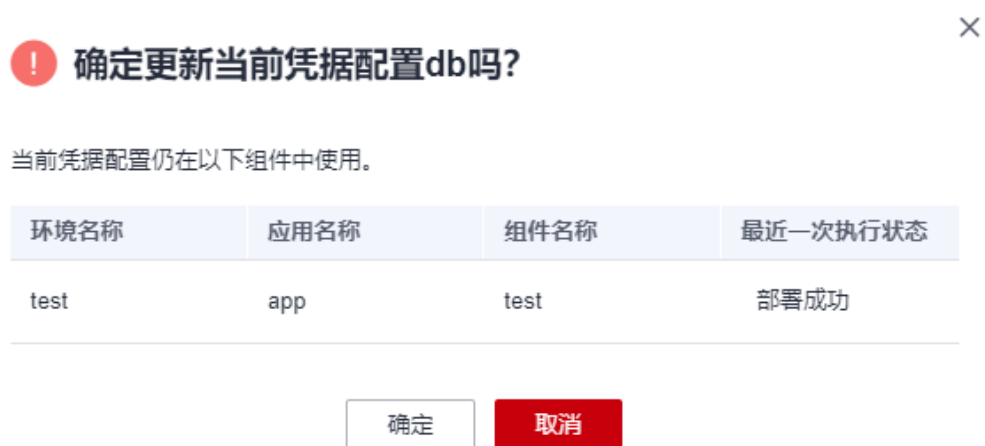 确定更新当前凭据配置db吗？
当前凭据配置仍在以下组件中使用。
环境名称 应用名称 组件名称 最近一次执行状态
test app test 部署成功
确定 取消